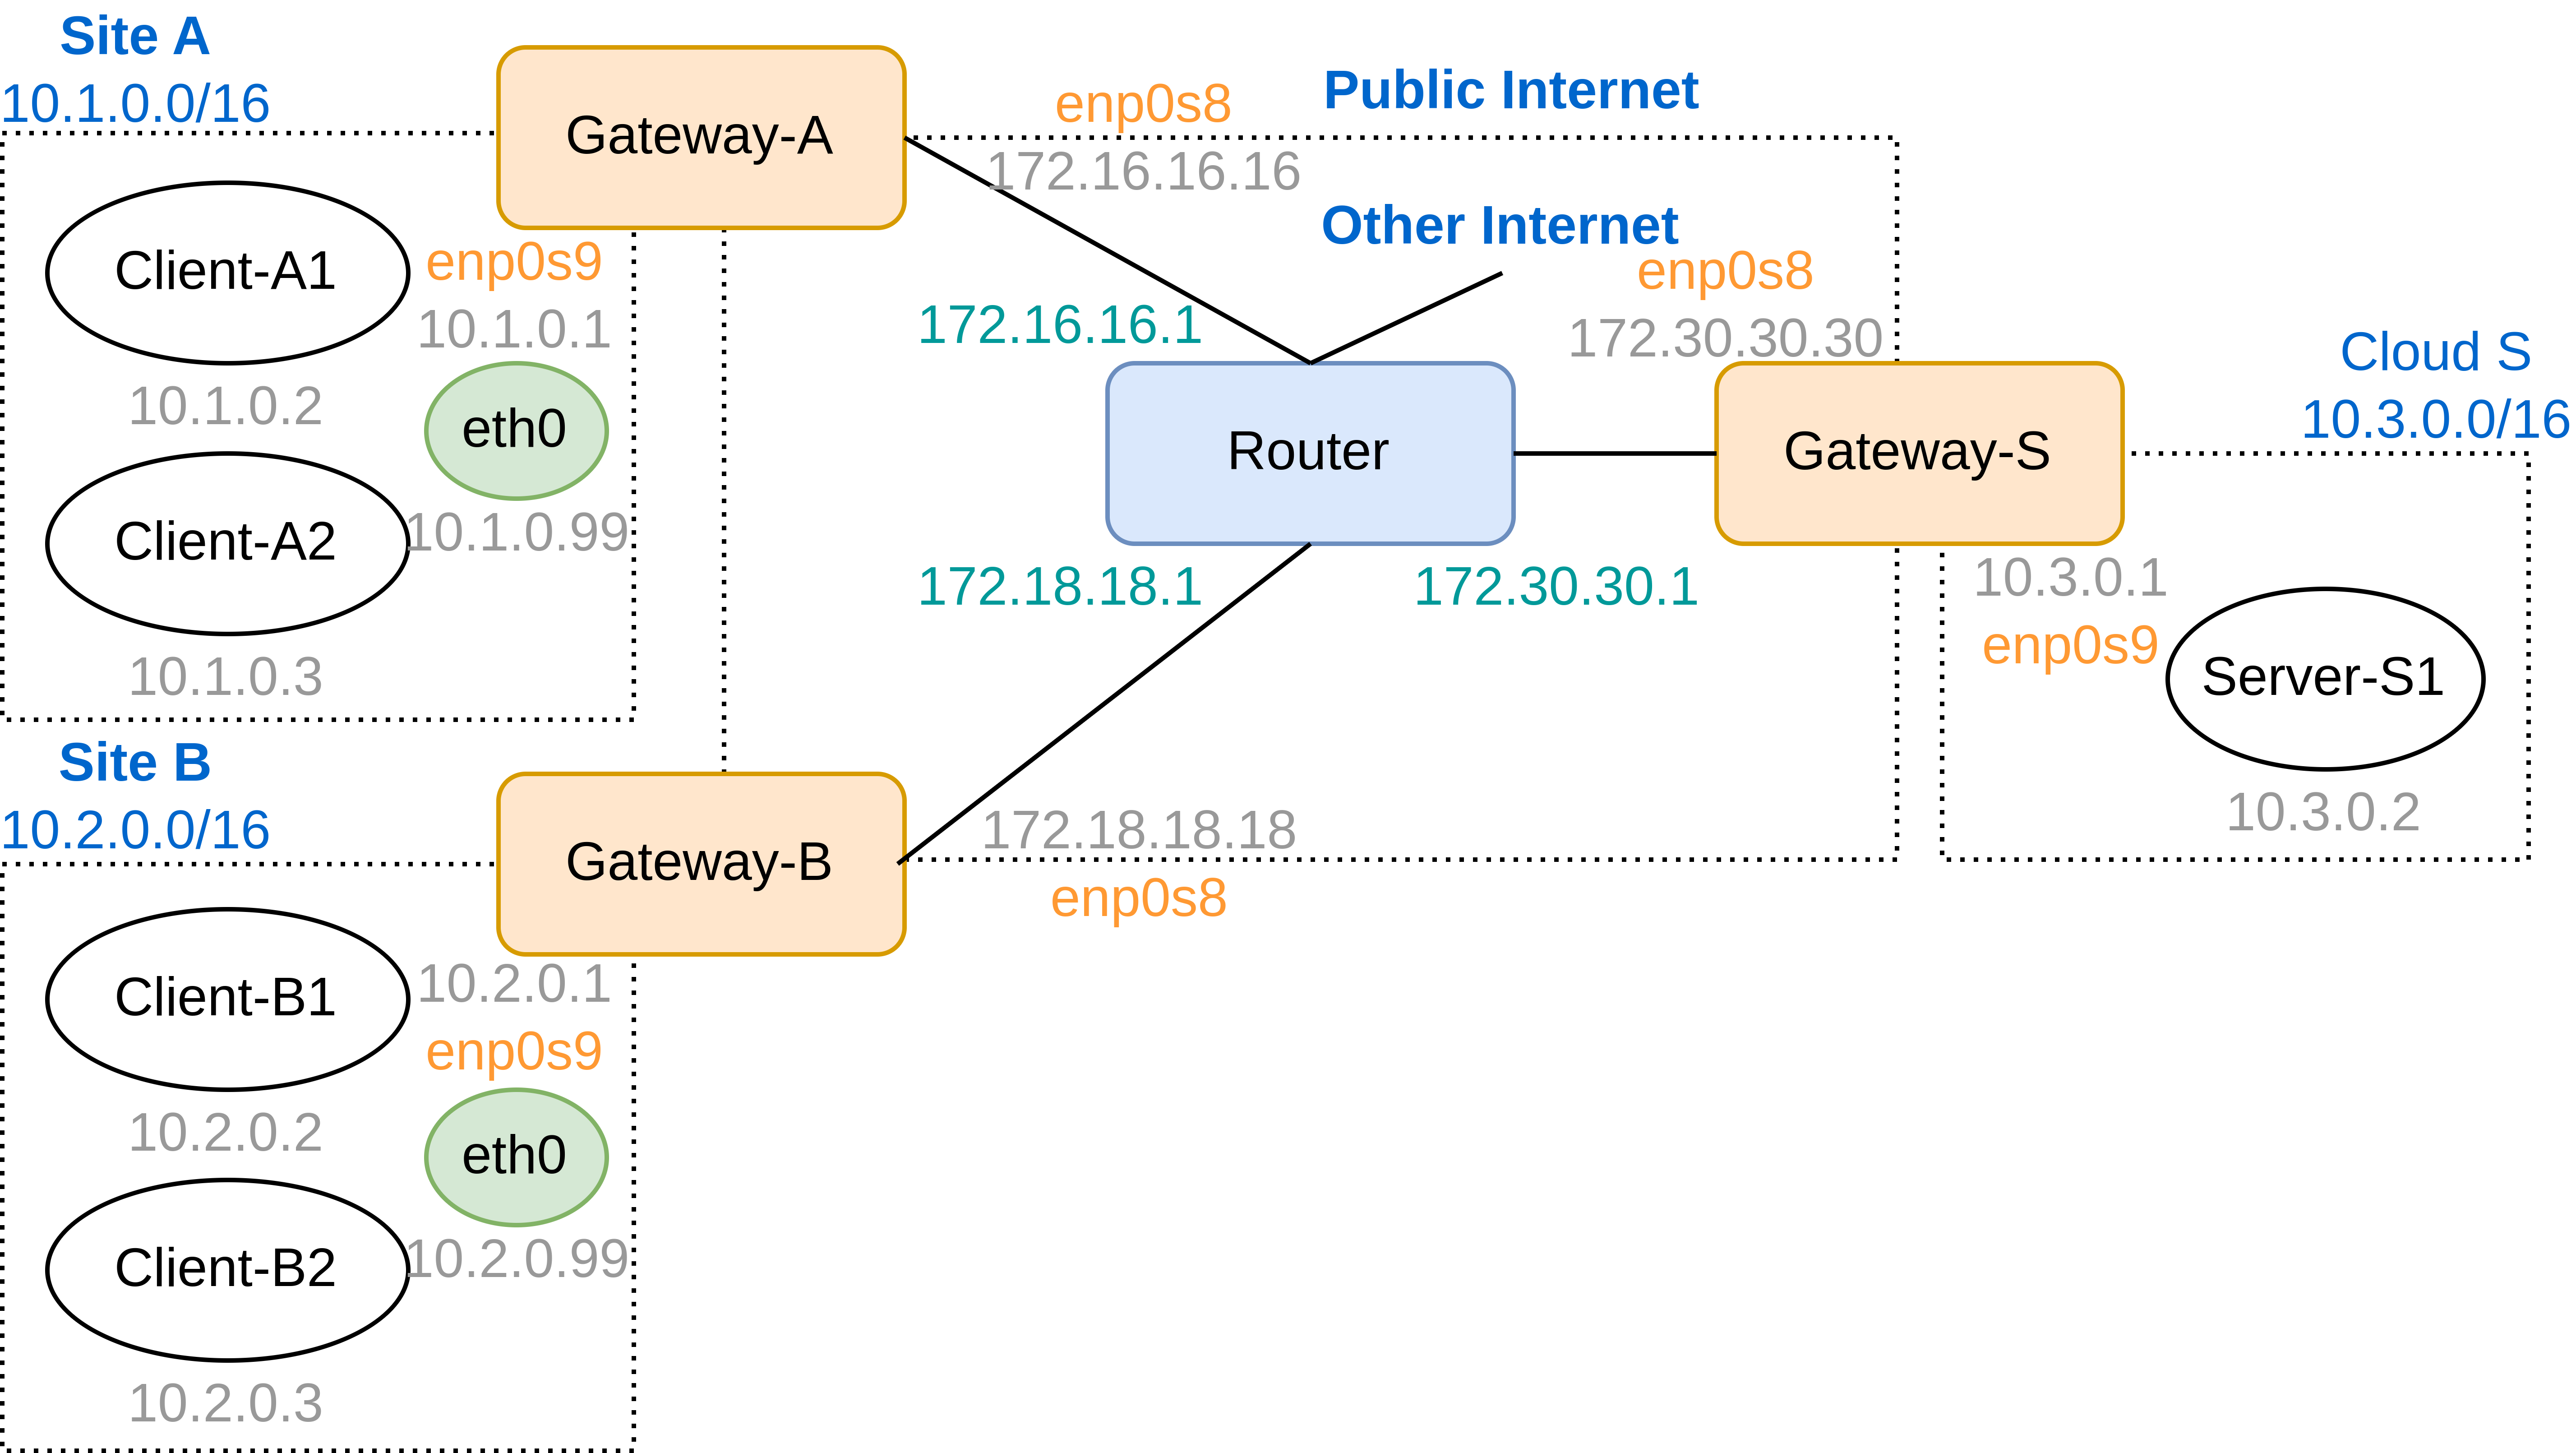 Site A
10.1.0.0/16
Gateway-A
enp0s8
172.16.16.16
Public Internet
Other Internet
Client-A1
10.1.0.2
enp0s9
10.1.0.1
eth0
10.1.0.99
Client-A2
10.1.0.3
172.16.16.1
enp0s8
172.30.30.30
Router
Gateway-S
Cloud S
10.3.0.0/16
172.18.18.1
172.30.30.1
10.3.0.1
enp0s9
Server-S1
10.3.0.2
Site B
10.2.0.0/16
Gateway-B
172.18.18.18
enp0s8
Client-B1
10.2.0.2
10.2.0.1
enp0s9
eth0
10.2.0.99
Client-B2
10.2.0.3